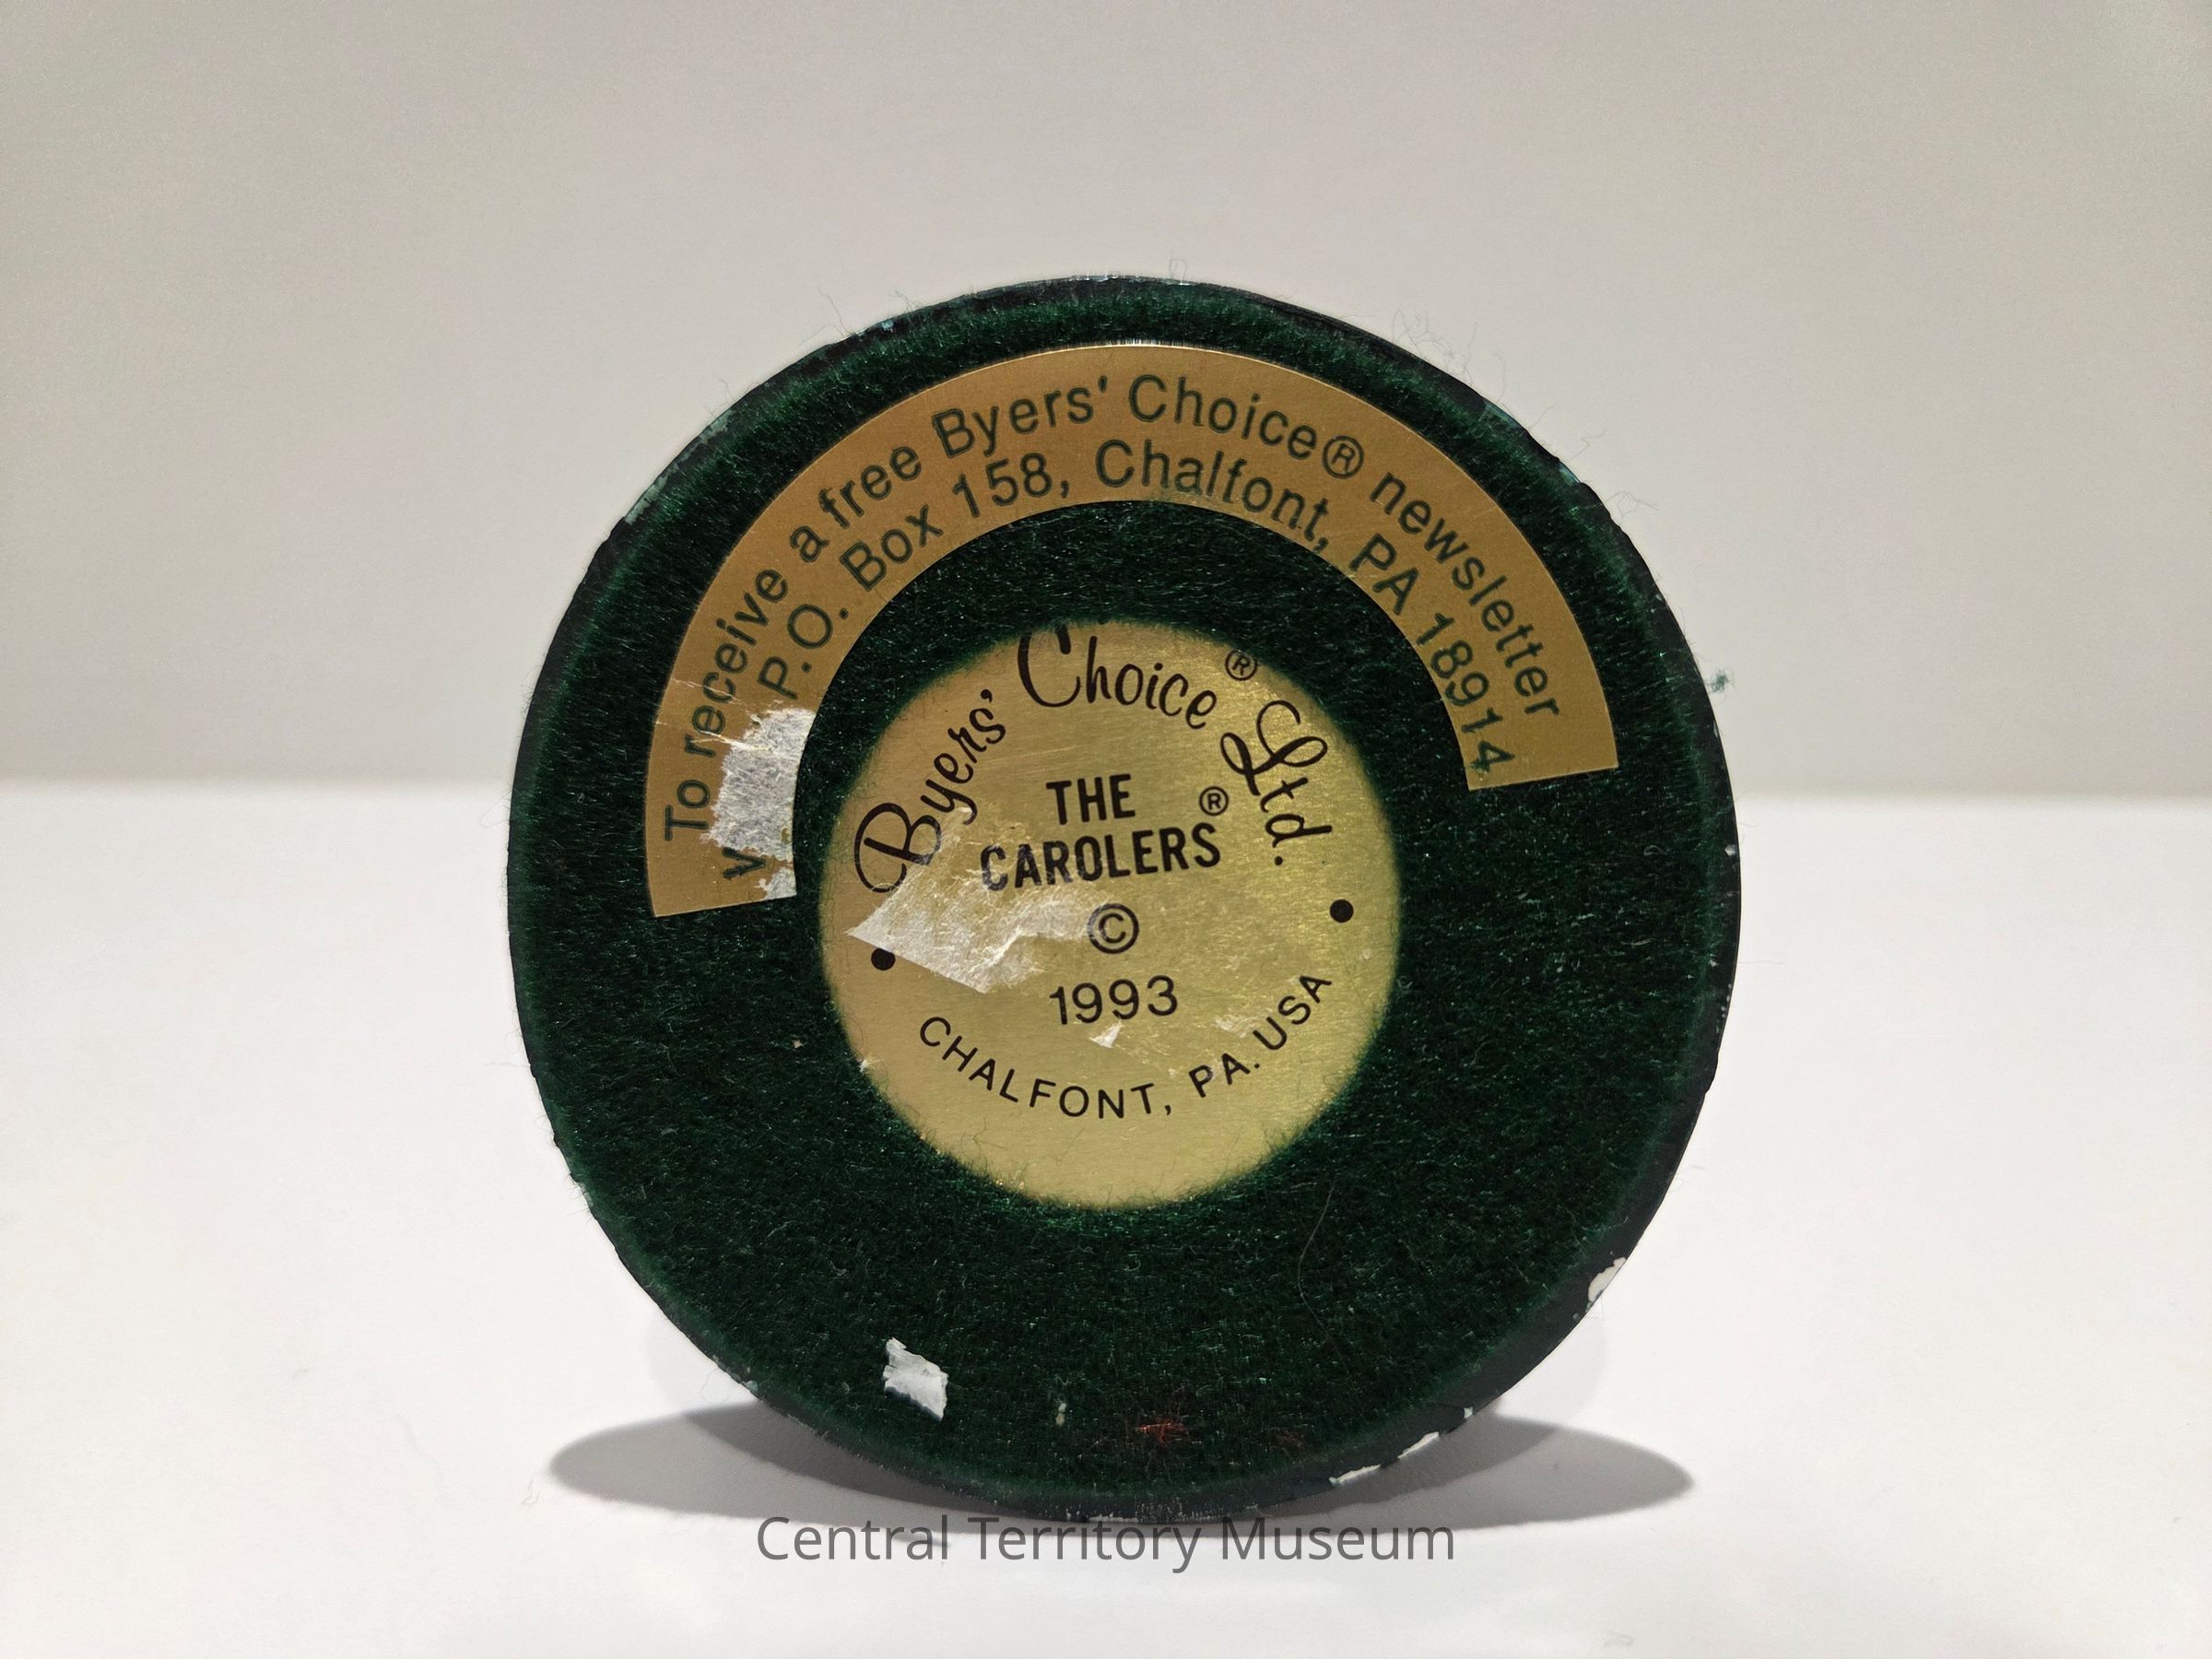 To receive a free Byers' Choice® newsletter
P.O. Box 158, Chalfont, PA 18914
Byers' Choice® Ltd.
THE
CAROLERS®
©
1993
CHALFONT, PA. USA
Central Territory Museum